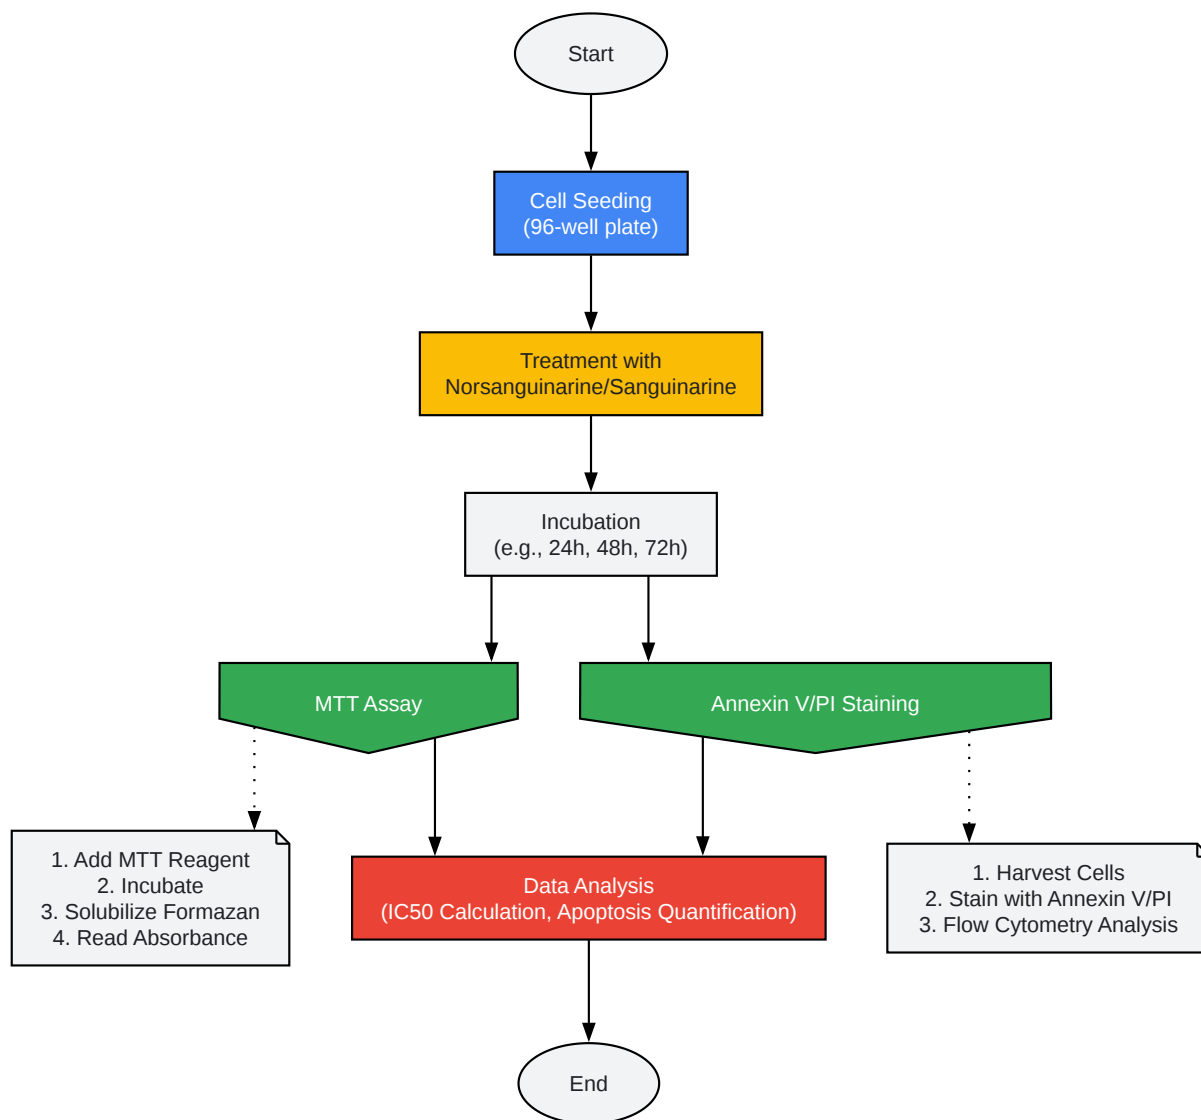 Start
Cell Seeding
(96-well plate)
Treatment with
Norsanguinarine/Sanguinarine
Incubation
(e.g., 24h, 48h, 72h)
MTT Assay
Annexin V/PI Staining
1. Add MTT Reagent
2. Incubate
3. Solubilize Formazan
4. Read Absorbance
Data Analysis
(IC50 Calculation, Apoptosis Quantification)
1. Harvest Cells
2. Stain with Annexin V/PI
3. Flow Cytometry Analysis
End